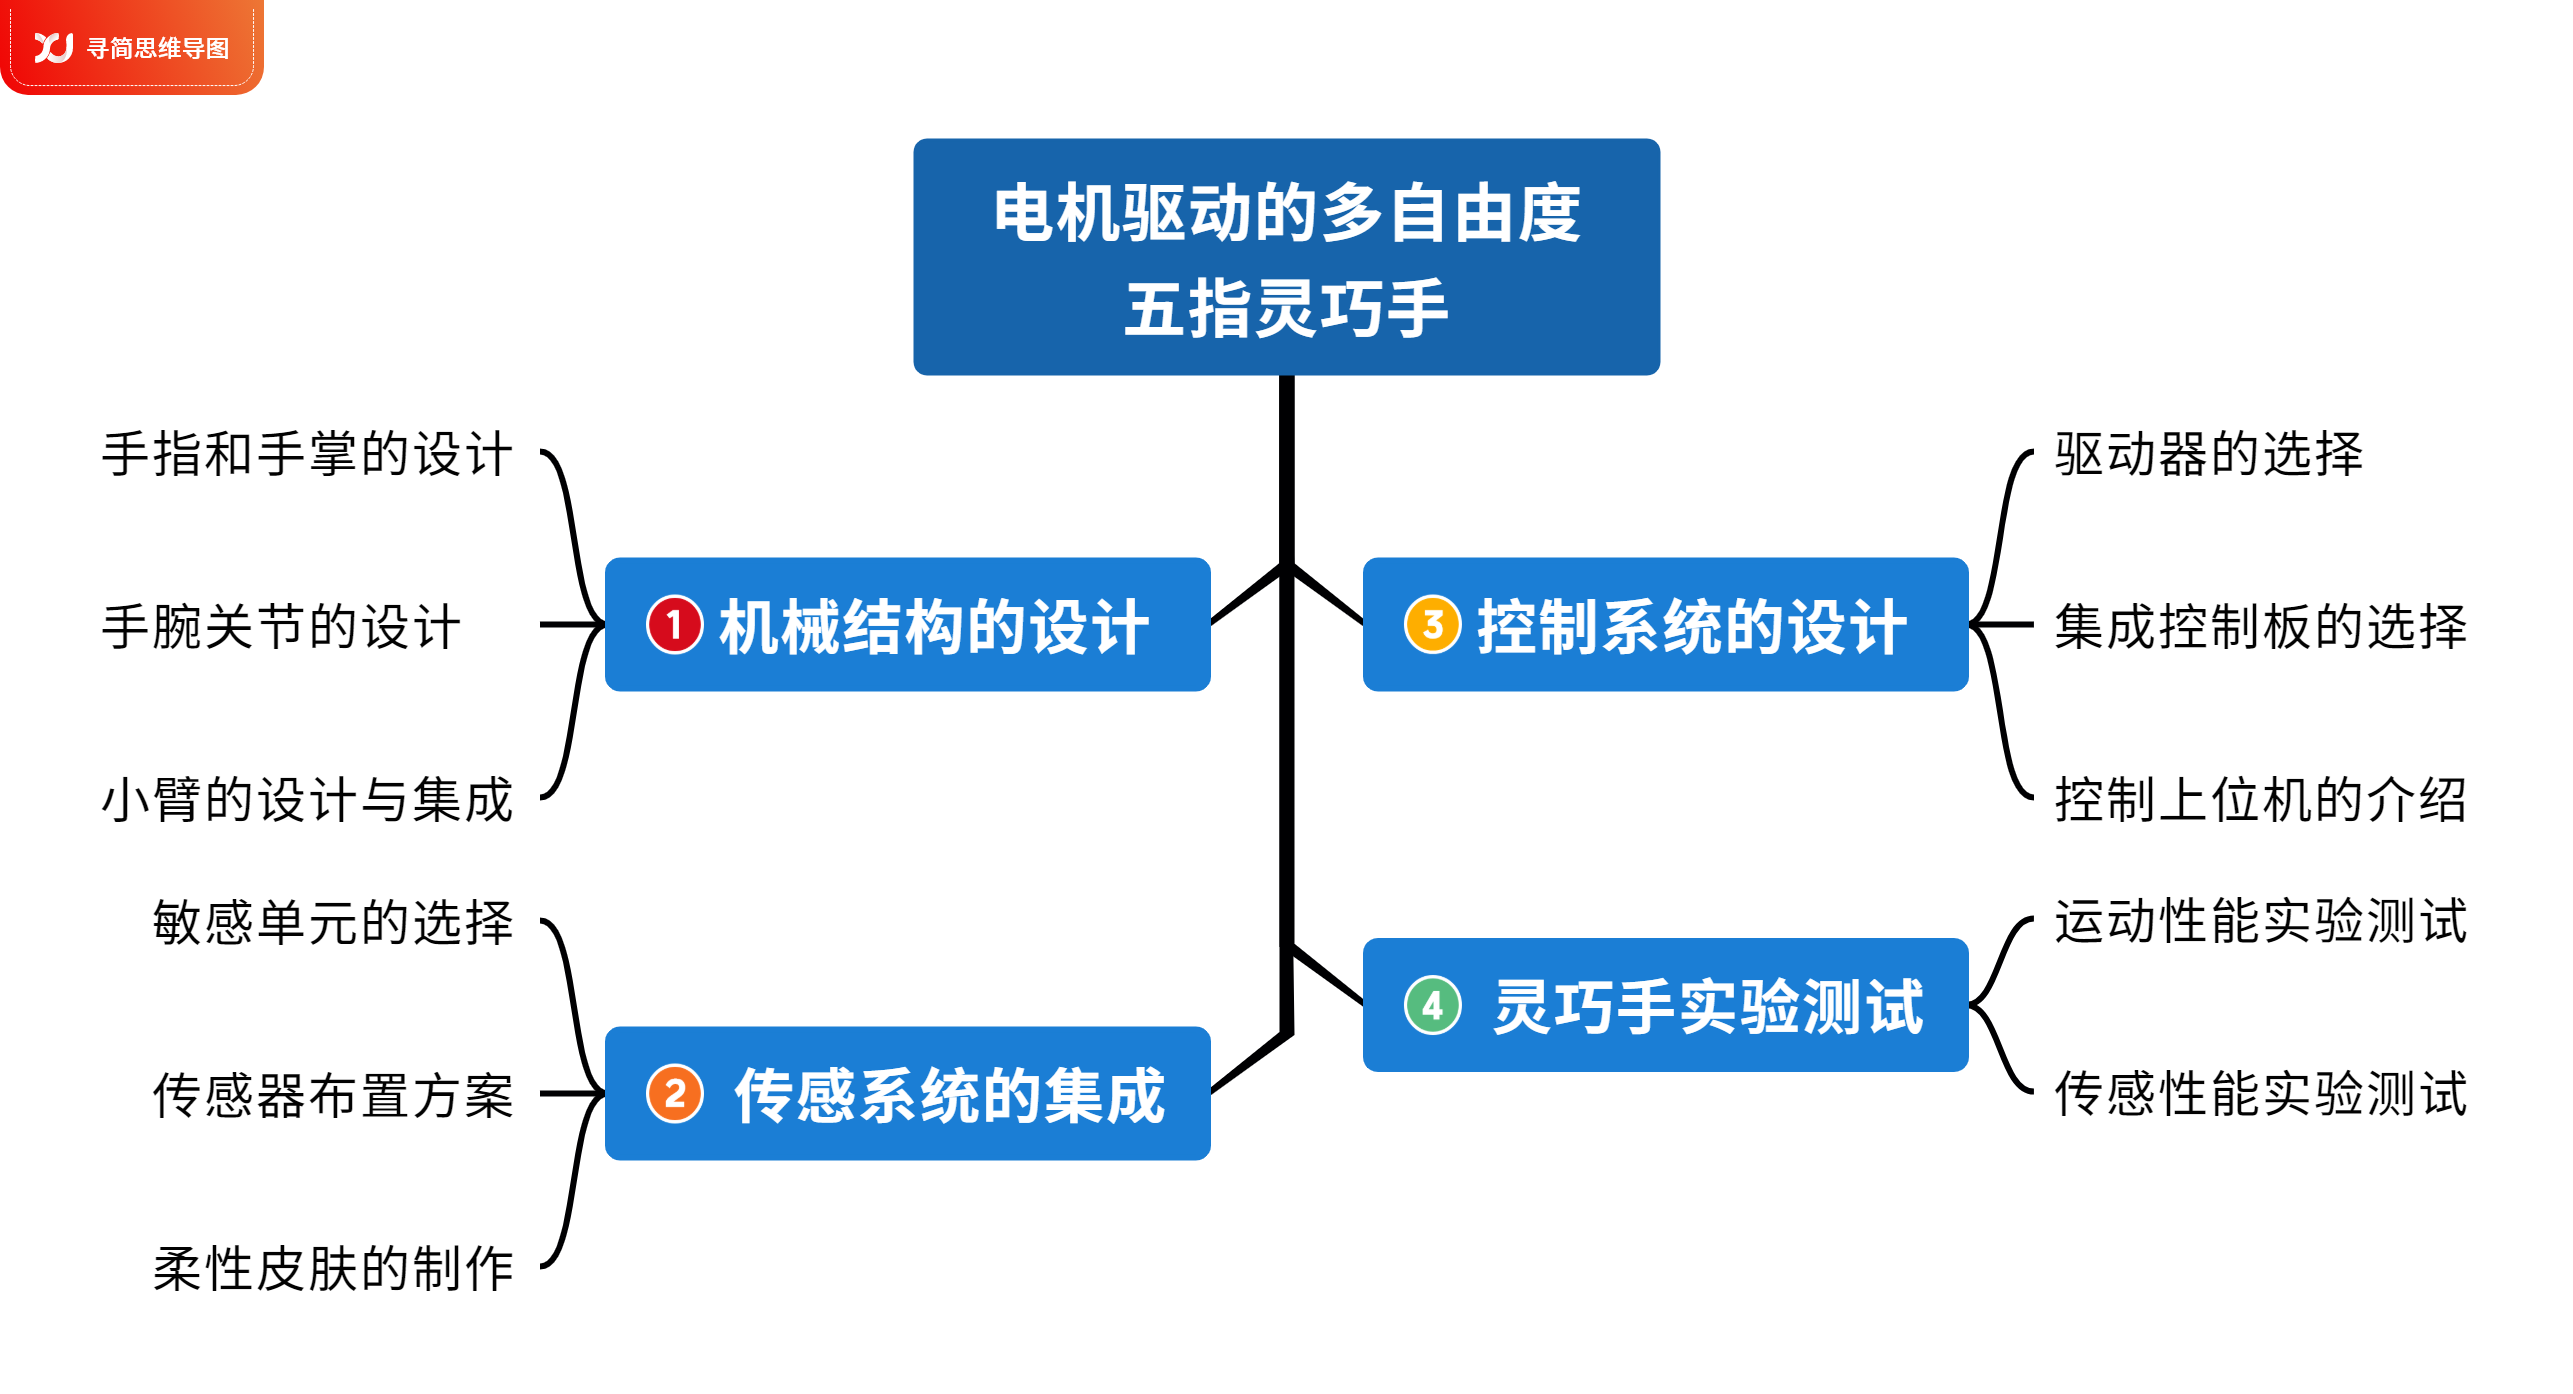 寻简思维导图
电机驱动的多自由度
五指灵巧手
1 机械结构的设计
手指和手掌的设计
手腕关节的设计
小臂的设计与集成
2 传感系统的集成
敏感单元的选择
传感器布置方案
柔性皮肤的制作
3 控制系统的设计
驱动器的选择
集成控制板的选择
控制上位机的介绍
4 灵巧手实验测试
运动性能实验测试
传感性能实验测试